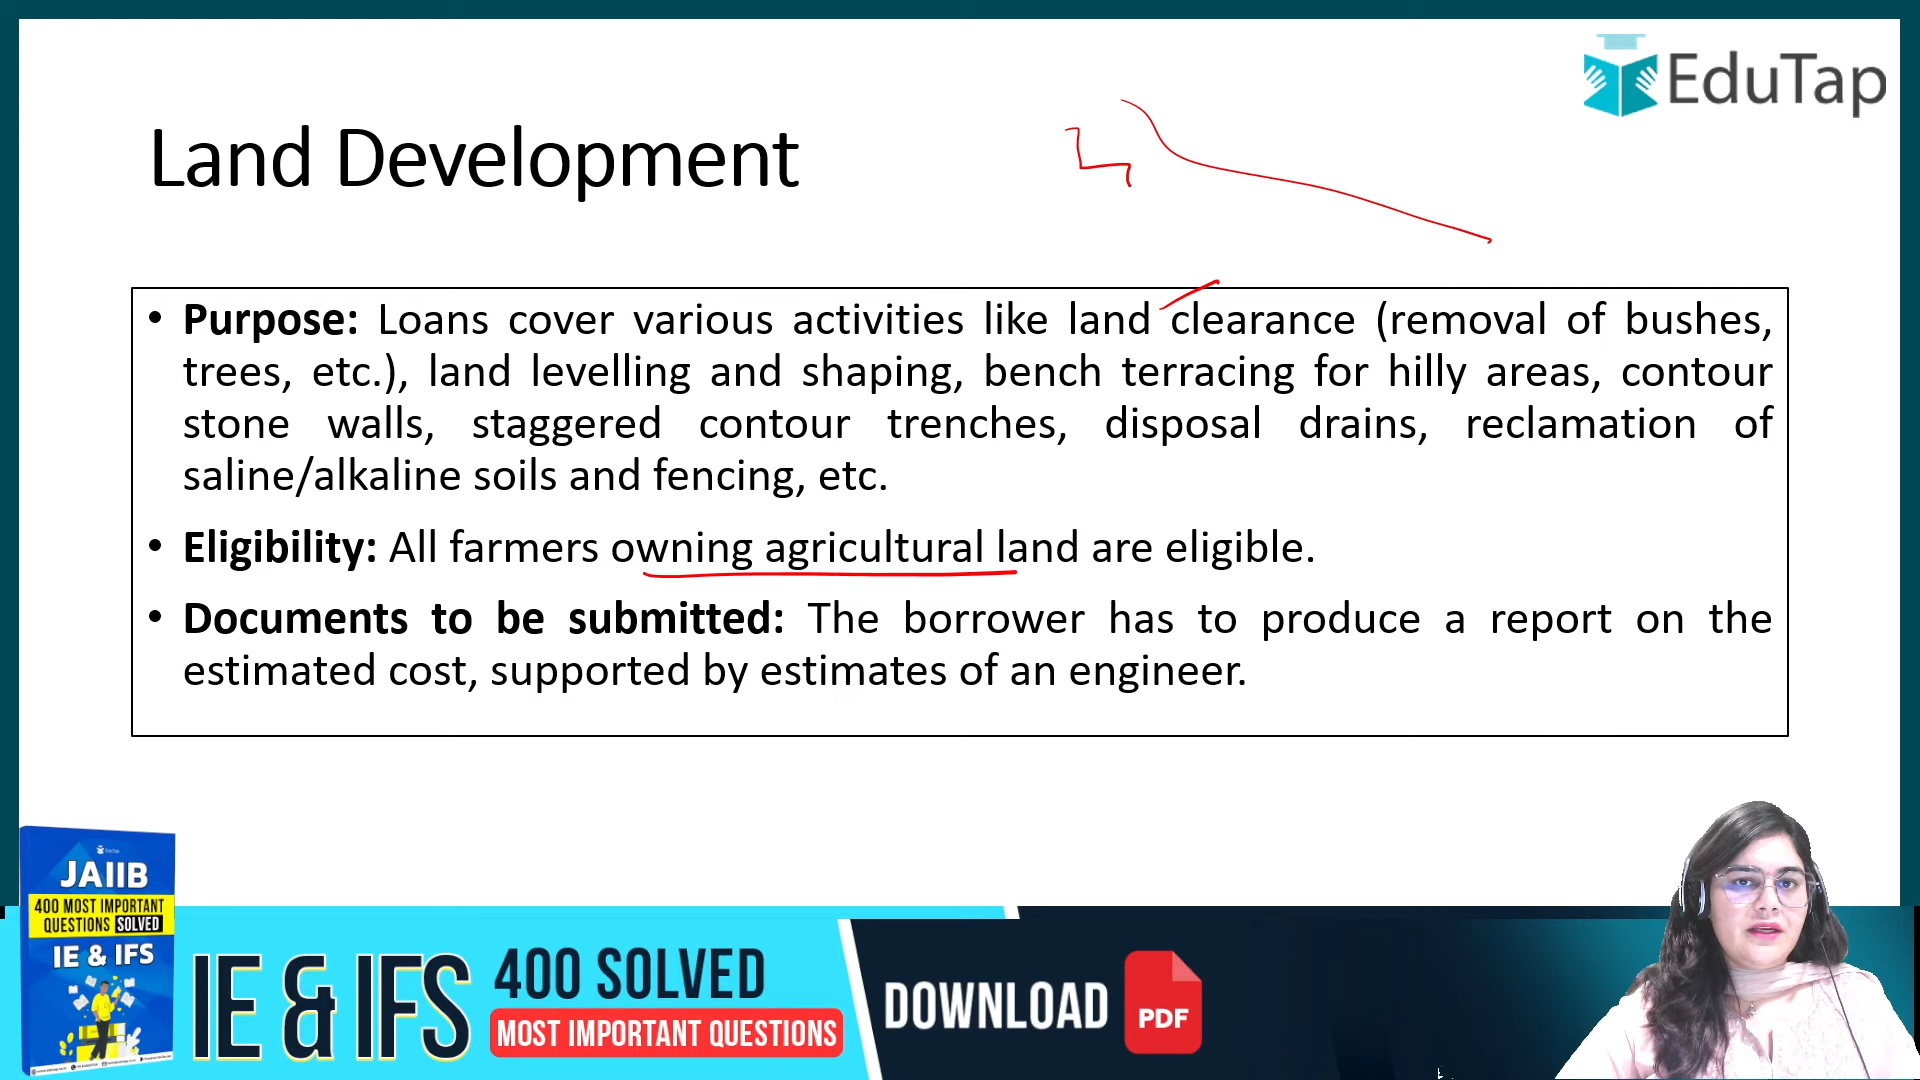 EduTap
Land Development
• Purpose: Loans cover various activities like land clearance (removal of bushes,
trees, etc.), land levelling and shaping, bench terracing for hilly areas, contour
stone walls, staggered contour trenches, disposal drains, reclamation of
saline/alkaline soils and fencing, etc.
• Eligibility: All farmers owning agricultural land are eligible.
• Documents to be submitted: The borrower has to produce a report on the
estimated cost, supported by estimates of an engineer.
JAIIB
400 MOST IMPORTANT
QUESTIONS SOLVED
IE & IFS
IE & IFS
400 SOLVED
MOST IMPORTANT QUESTIONS
DOWNLOAD
PDF